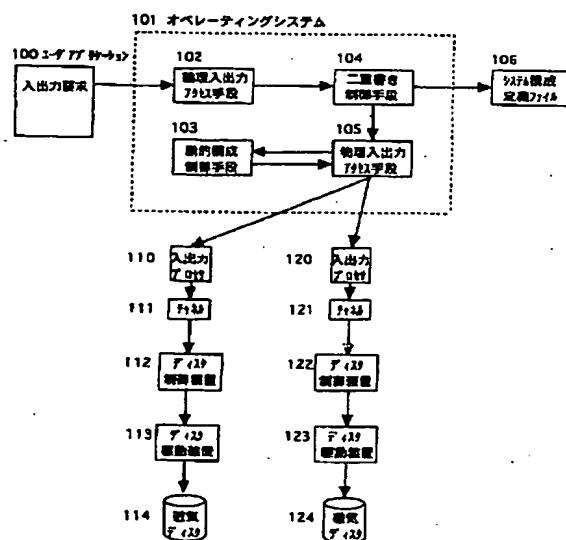 101 オペレーティングシステム
100 ユーザアプリケーション
入出力要求
102
論理入出力
アクセス手段
104
二重書き
制御手段
106
システム構成
定義ファイル
103
動的構成
制御手段
105
物理入出力
アクセス手段
110
入出力
プロセサ
120
入出力
プロセサ
111
チャネル
121
チャネル
112
ディスク
制御装置
122
ディスク
制御装置
113
ディスク
駆動装置
123
ディスク
駆動装置
114
磁気
ディスク
124
磁気
ディスク